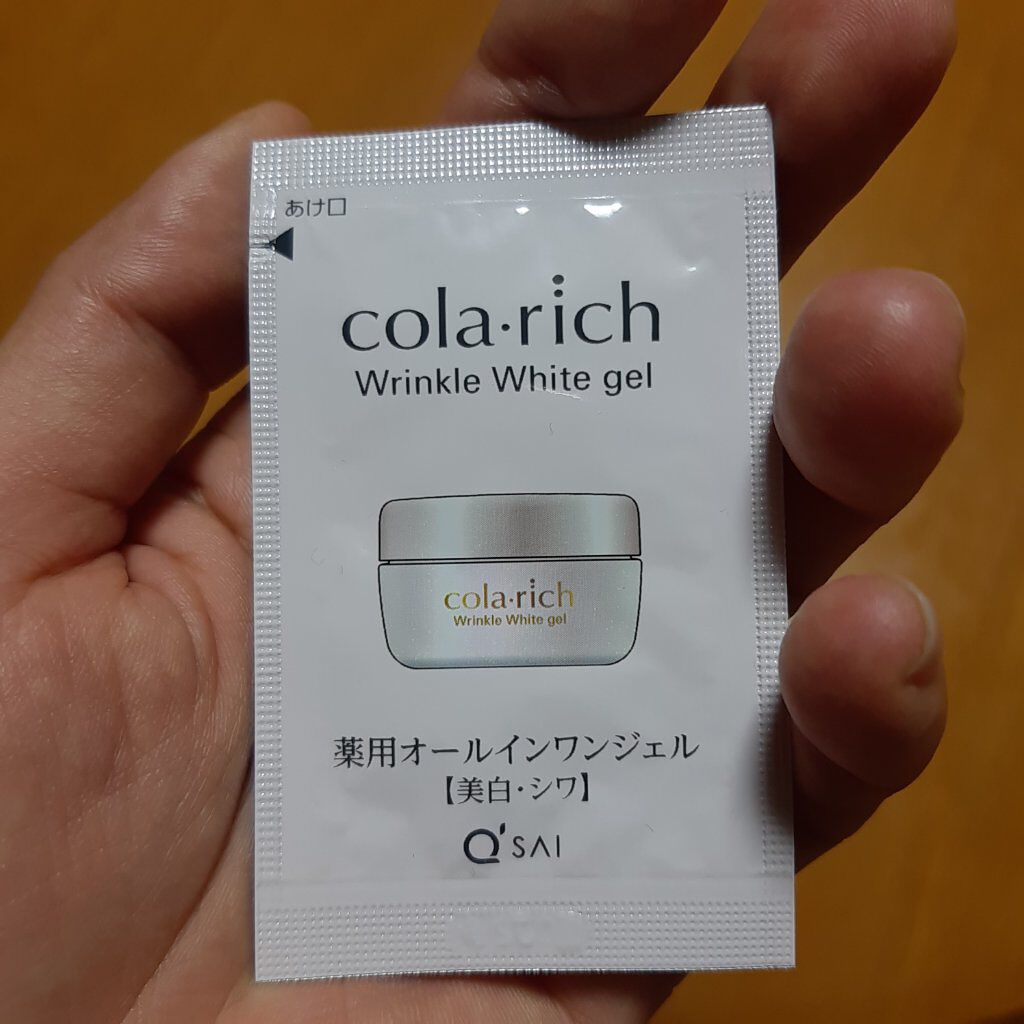 あけ口
cola·rich
Wrinkle White gel
cola·rich
Wrinkle White gel
薬用オールインワンジェル
【美白・シワ】
Q'SAI